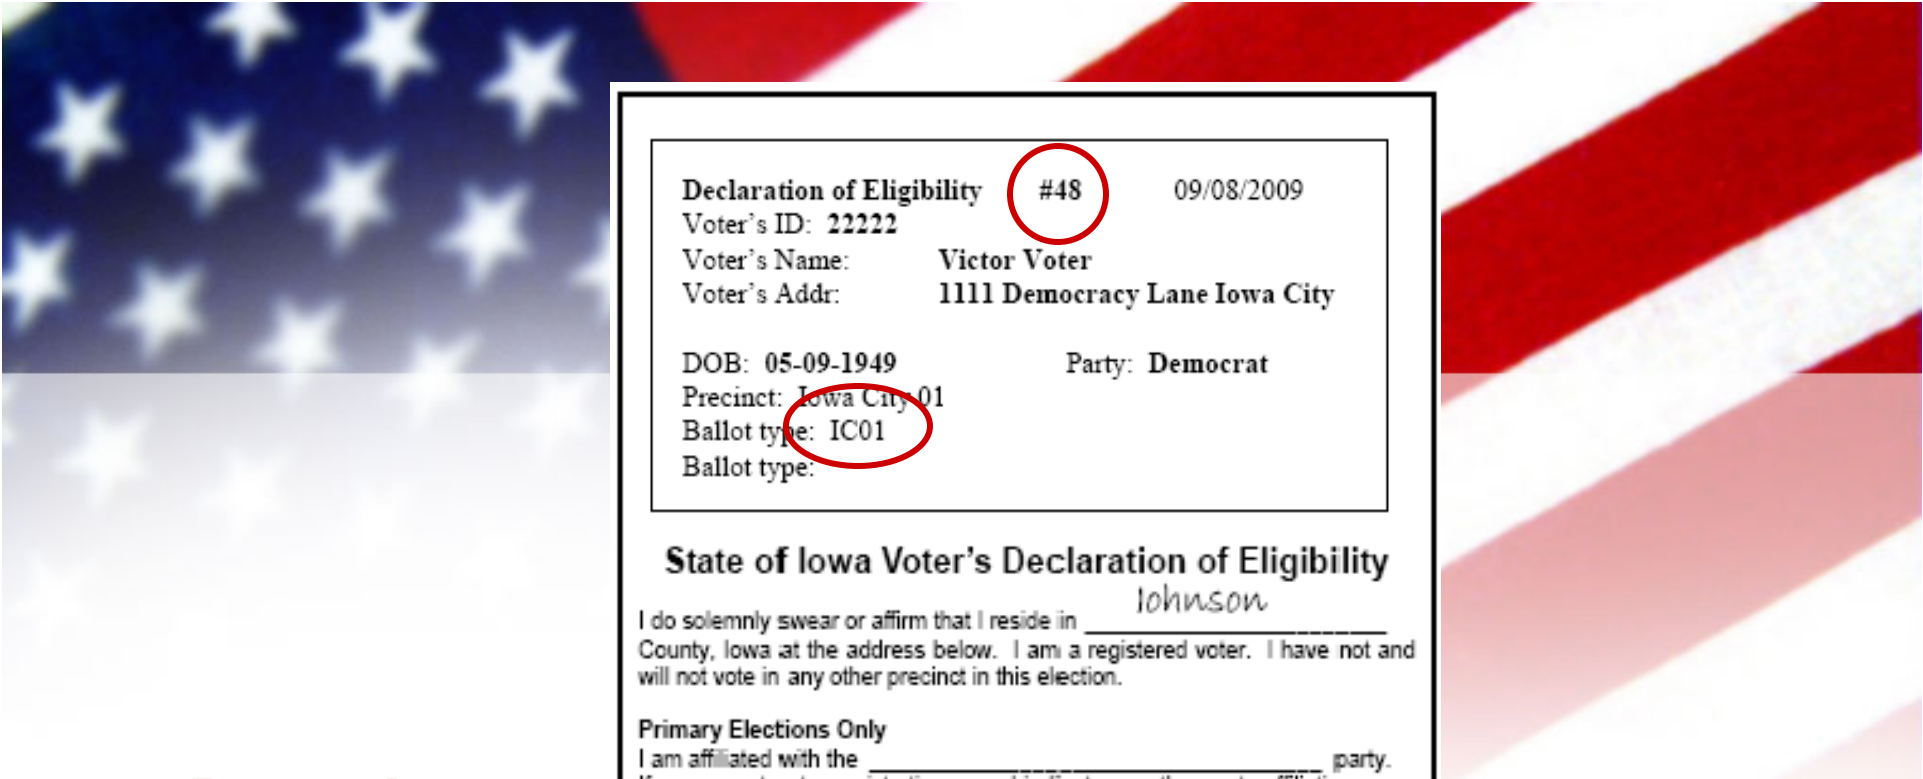 Declaration of Eligibility #48 09/08/2009
Voter's ID: 22222
Voter's Name: Victor Voter
Voter's Addr: 1111 Democracy Lane Iowa City
DOB: 05-09-1949 Party: Democrat
Precinct: Iowa City 01
Ballot type: IC01
Ballot type:
State of Iowa Voter's Declaration of Eligibility
Johnson
I do solemnly swear or affirm that I reside in
County, Iowa at the address below. I am a registered voter. I have not and
will not vote in any other precinct in this election.
Primary Elections Only
I am affiliated with the party.